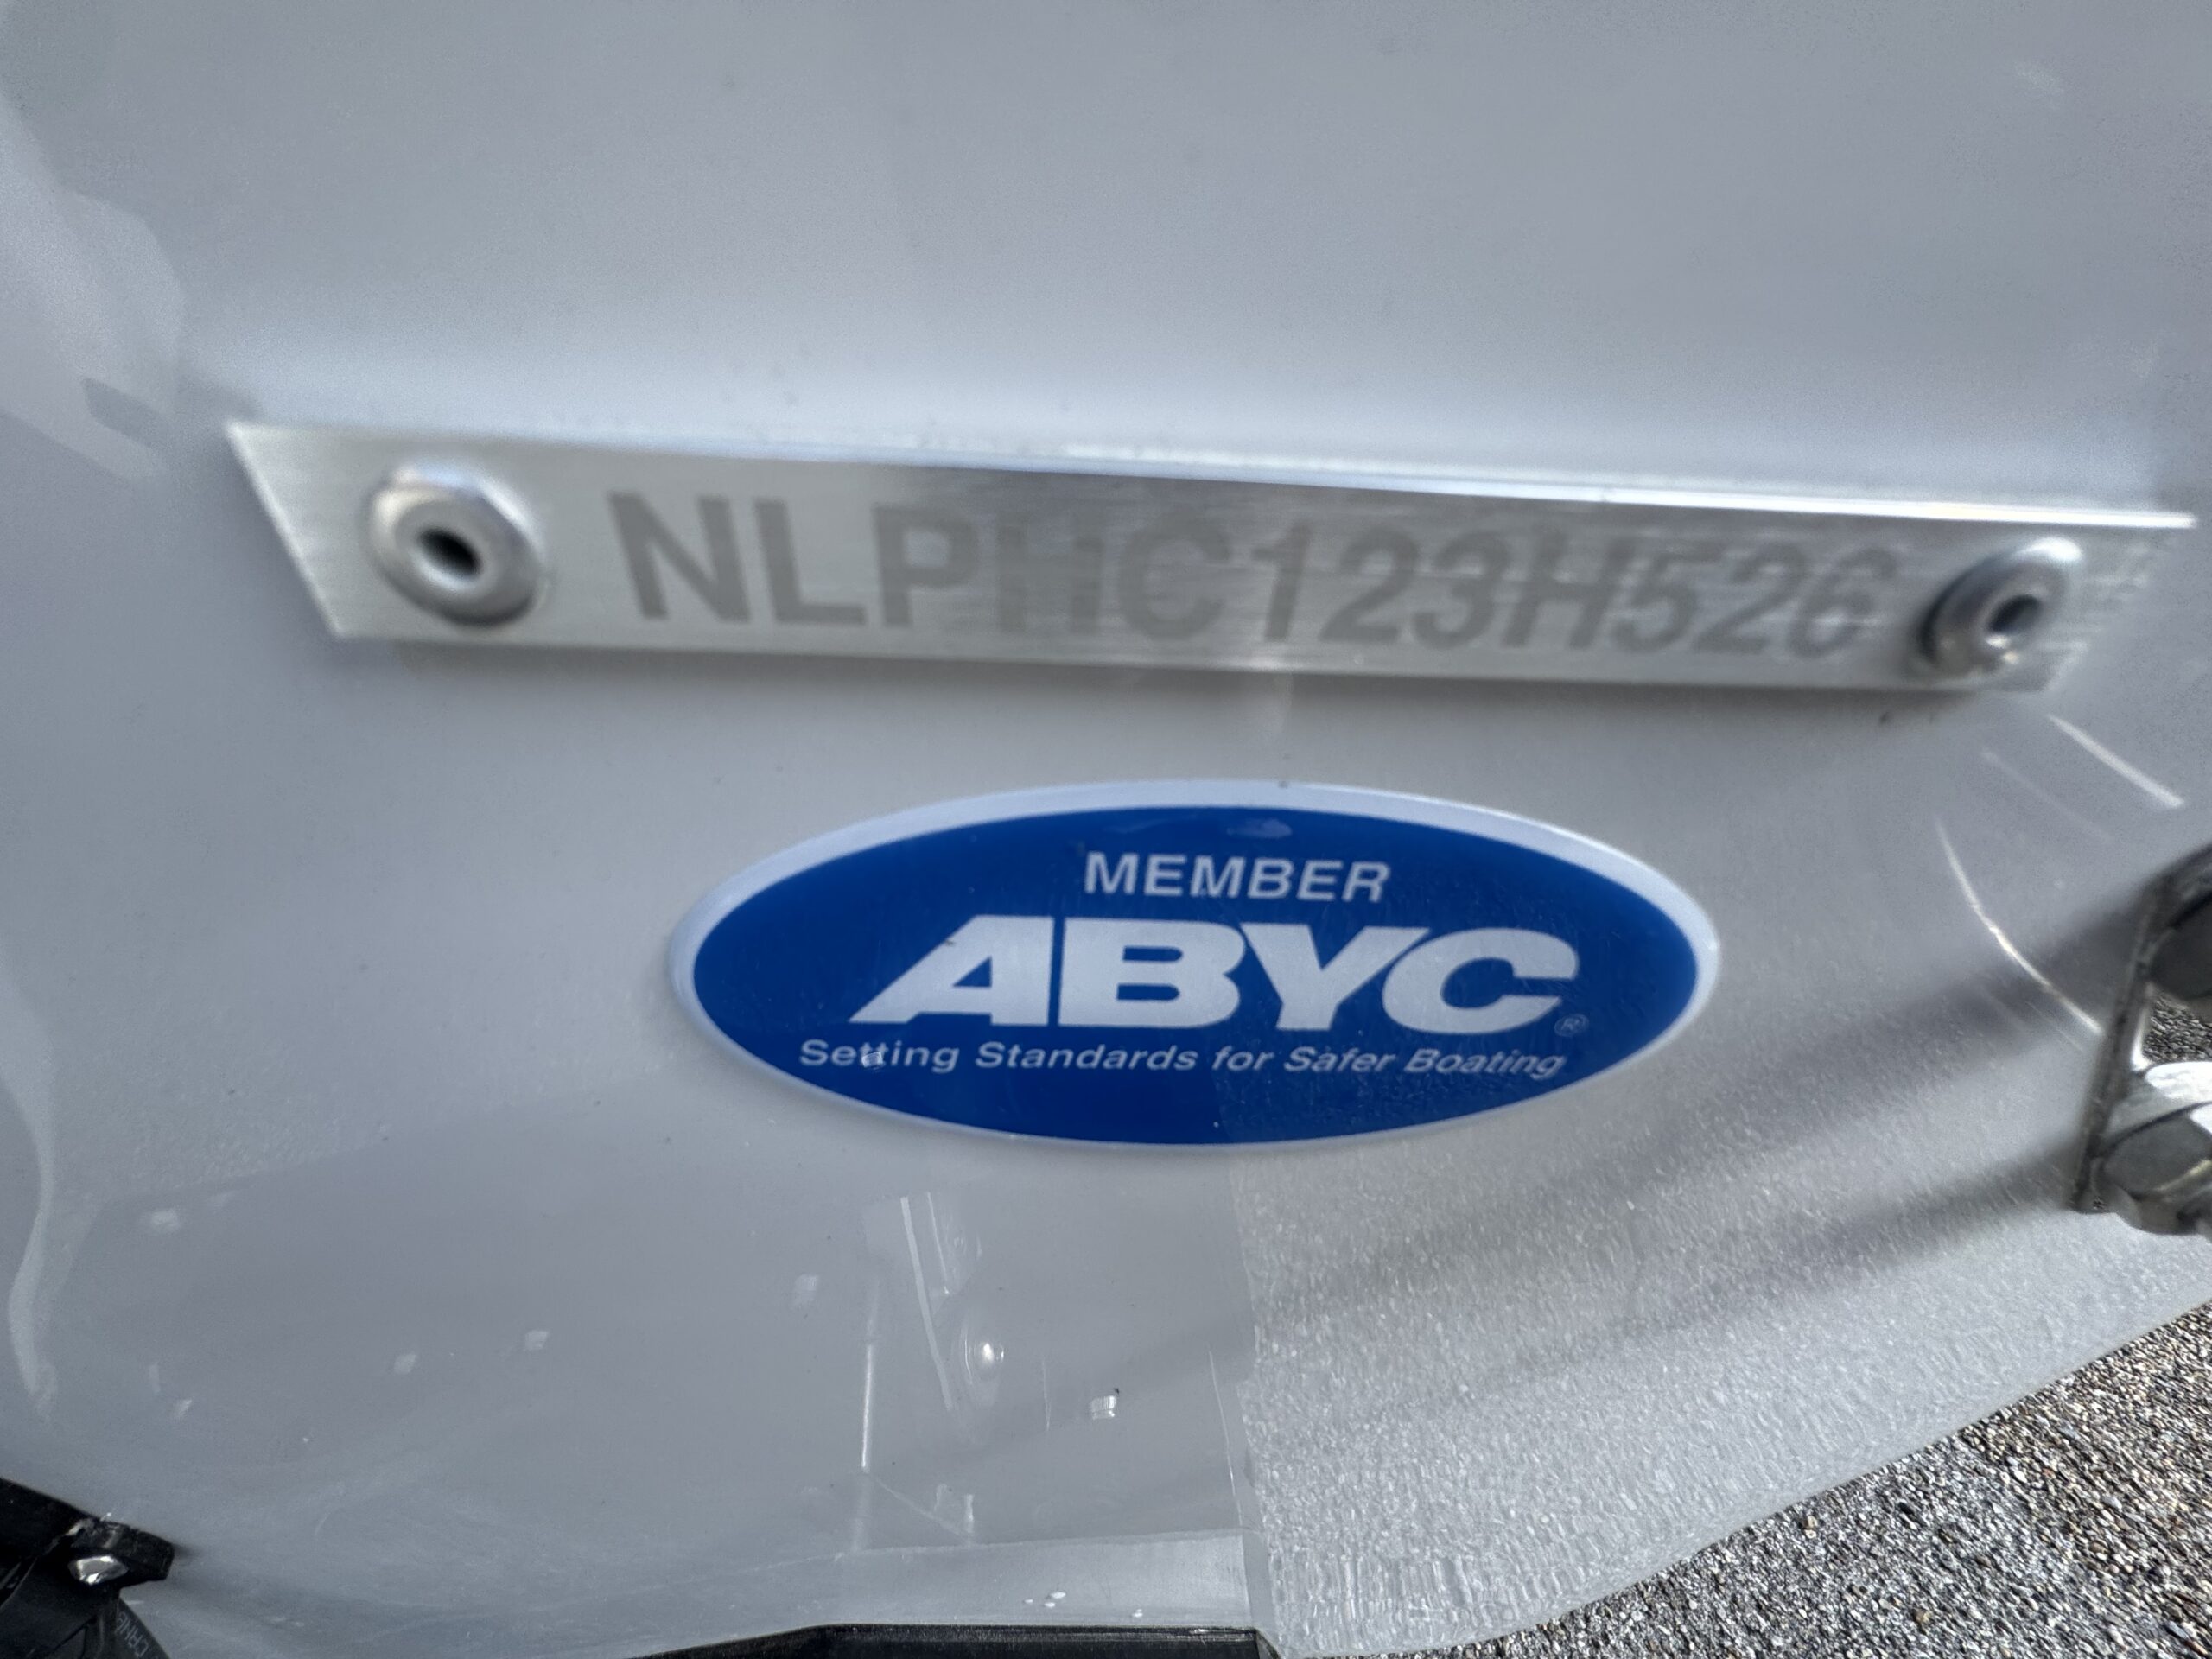 NLPHC123H526
MEMBER
ABYC®
Setting Standards for Safer Boating